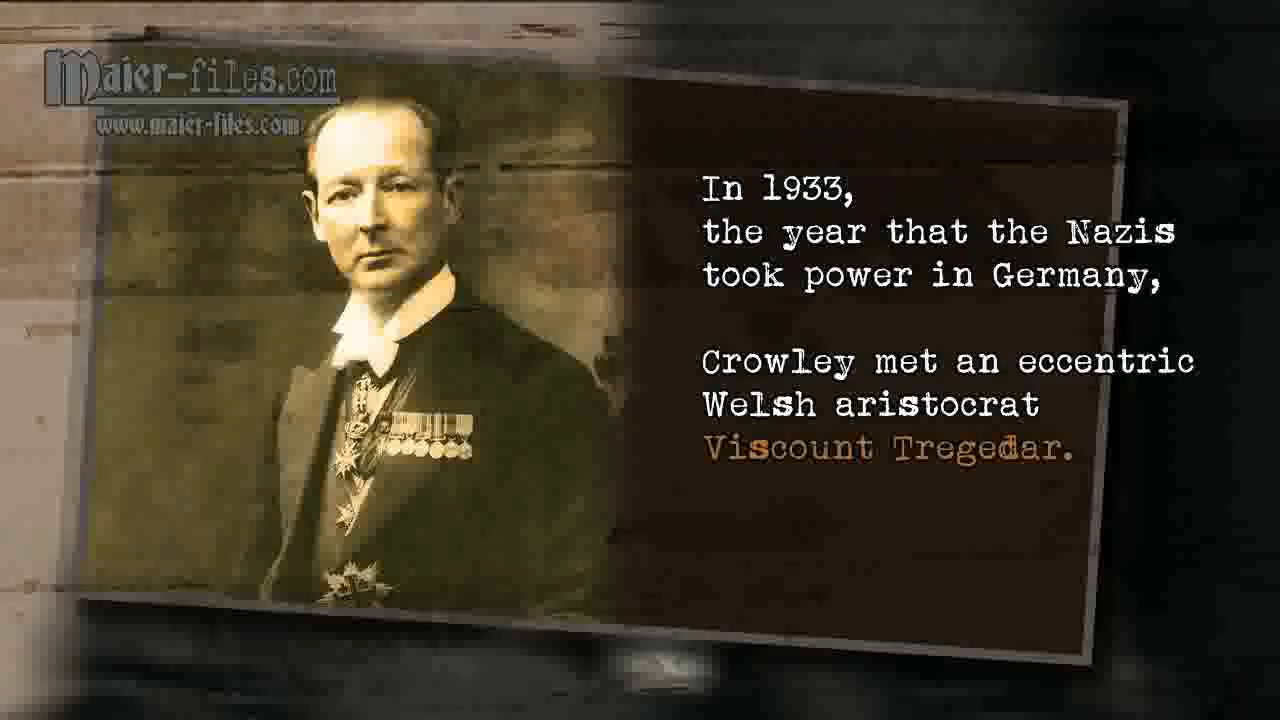 Maier-files.com
www.maier-files.com
In 1933,
the year that the Nazis
took power in Germany,
Crowley met an eccentric
Welsh aristocrat
Viscount Tregedar.